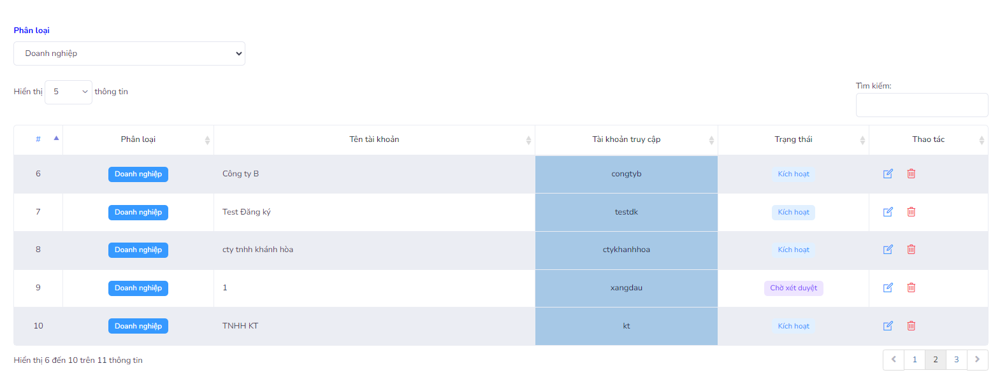 Phân loại
Doanh nghiệp
Hiển thị 5 thông tin
Tìm kiếm:
# Phân loại Tên tài khoản Tài khoản truy cập Trạng thái Thao tác
6 Doanh nghiệp Công ty B congtyb Kích hoạt
7 Doanh nghiệp Test Đăng ký testdk Kích hoạt
8 Doanh nghiệp cty tnhh khánh hòa ctykhanhhoa Kích hoạt
9 Doanh nghiệp 1 xangdau Chờ xét duyệt
10 Doanh nghiệp TNHH KT kt Kích hoạt
Hiển thị 6 đến 10 trên 11 thông tin
1 2 3